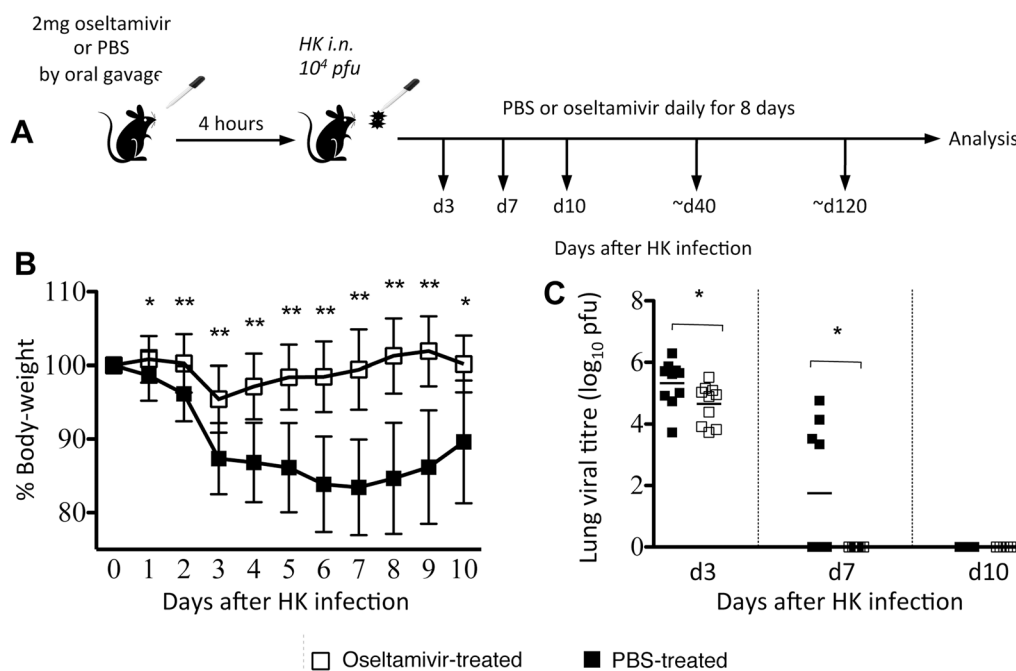 2mg oseltamivir
or PBS
by oral gavage
HK i.n.
10⁴ pfu
A
4 hours
PBS or oseltamivir daily for 8 days
Analysis
d3 d7 d10 ~d40 ~d120
Days after HK infection
B
110
100
90
80
% Body-weight
* ** ** ** ** ** ** ** ** *
0 1 2 3 4 5 6 7 8 9 10
Days after HK infection
C
8
6
4
2
0
Lung viral titre (log₁₀ pfu)
* *
d3 d7 d10
Days after HK infection
Oseltamivir-treated PBS-treated